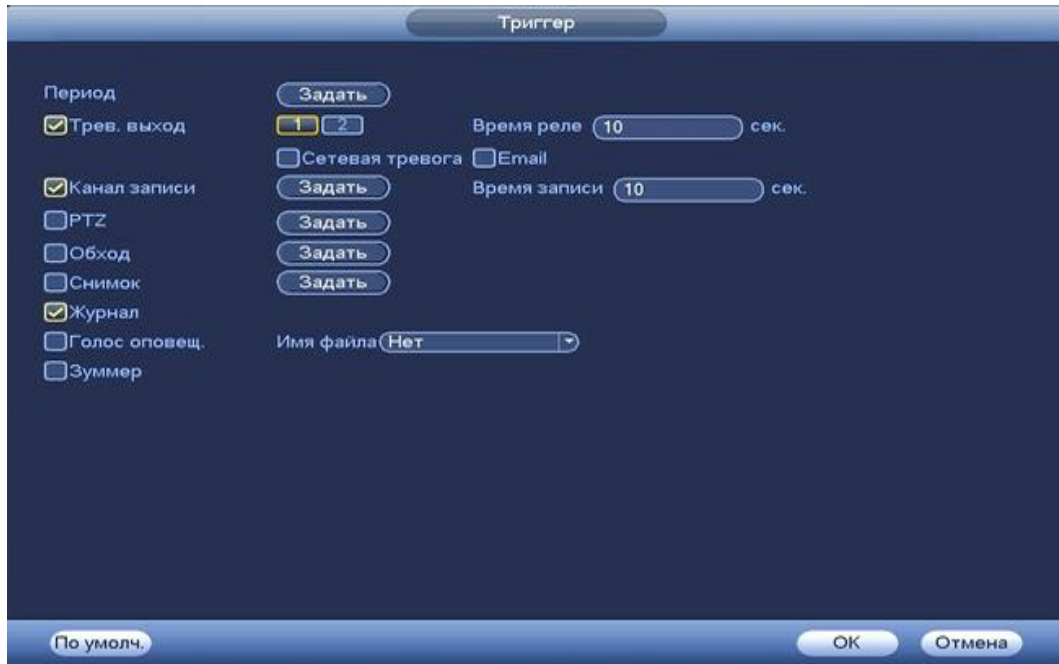 Триггер
Период Задать
Трев. выход 1 2 Время реле 10 сек.
Сетевая тревога Email
Канал записи Задать Время записи 10 сек.
PTZ Задать
Обход Задать
Снимок Задать
Журнал
Голос оповещ. Имя файла Нет
Зуммер
По умолч. OK Отмена